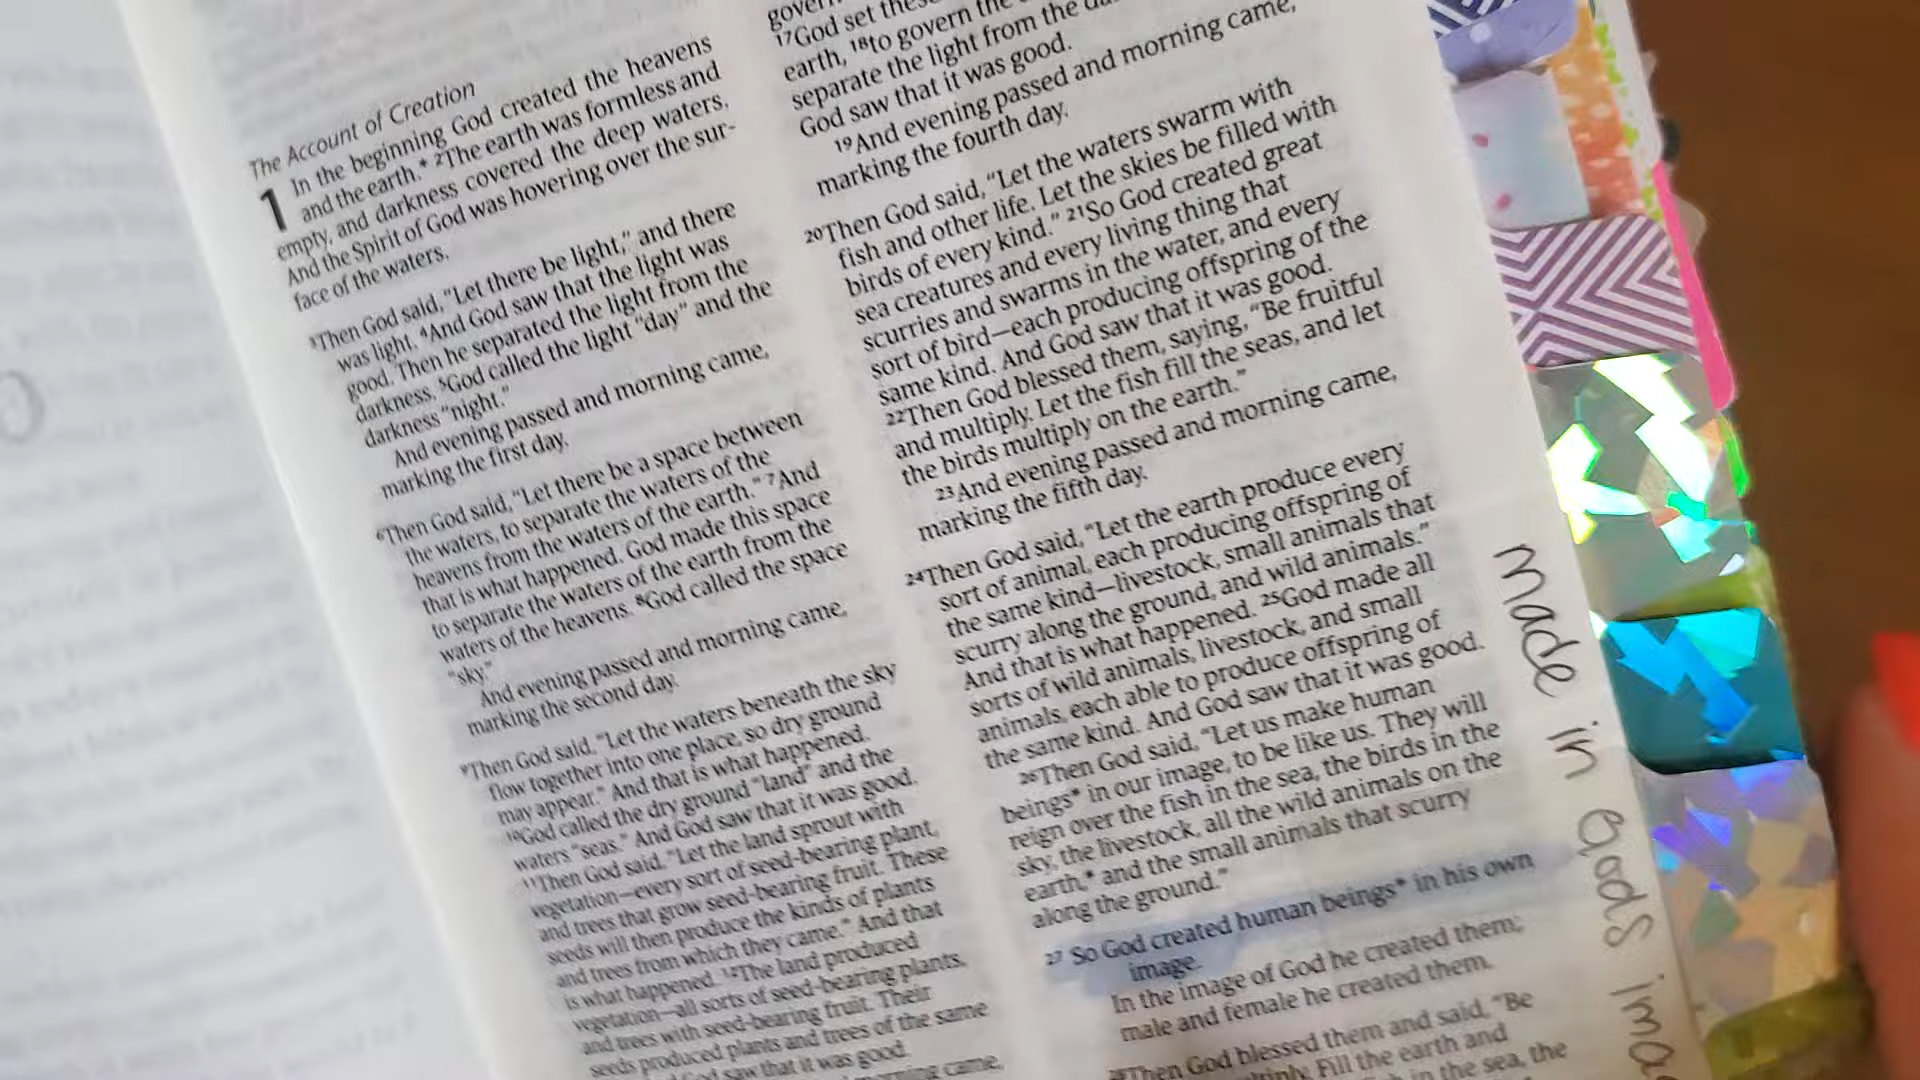 The Account of Creation
1 In the beginning God created the heavens
and the earth.* 2The earth was formless and
empty, and darkness covered the deep waters.
And the Spirit of God was hovering over the sur-
face of the waters.
3Then God said, “Let there be light,” and there
was light. 4And God saw that the light was
good. Then he separated the light from the
darkness. 5God called the light “day” and the
darkness “night.”
And evening passed and morning came,
marking the first day.
6Then God said, “Let there be a space between
the waters, to separate the waters of the
heavens from the waters of the earth.” 7And
that is what happened. God made this space
to separate the waters of the earth from the
waters of the heavens. 8God called the space
“sky.”
And evening passed and morning came,
marking the second day.
9Then God said, “Let the waters beneath the sky
flow together into one place, so dry ground
may appear.” And that is what happened.
10God called the dry ground “land” and the
waters “seas.” And God saw that it was good.
11Then God said, “Let the land sprout with
vegetation—every sort of seed-bearing plant,
and trees that grow seed-bearing fruit. These
seeds will then produce the kinds of plants
and trees from which they came.” And that
is what happened. 12The land produced
vegetation—all sorts of seed-bearing plants,
and trees with seed-bearing fruit. Their
seeds produced plants and trees of the same
God saw that it was good.
morning came,
17God set these
earth, 18to govern the
separate the light from the
God saw that it was good.
19And evening passed and morning came,
marking the fourth day.
20Then God said, “Let the waters swarm with
fish and other life. Let the skies be filled with
birds of every kind.” 21So God created great
sea creatures and every living thing that
scurries and swarms in the water, and every
sort of bird—each producing offspring of the
same kind. And God saw that it was good.
22Then God blessed them, saying, “Be fruitful
and multiply. Let the fish fill the seas, and let
the birds multiply on the earth.”
23And evening passed and morning came,
marking the fifth day.
24Then God said, “Let the earth produce every
sort of animal, each producing offspring of
the same kind—livestock, small animals that
scurry along the ground, and wild animals.”
And that is what happened. 25God made all
sorts of wild animals, livestock, and small
animals, each able to produce offspring of
the same kind. And God saw that it was good.
26Then God said, “Let us make human
beings* in our image, to be like us. They will
reign over the fish in the sea, the birds in the
sky, the livestock, all the wild animals on the
earth,* and the small animals that scurry
along the ground.”
27 So God created human beings* in his own
image.
In the image of God he created them;
male and female he created them.
28Then God blessed them and said, “Be
Fill the earth and
in the sea, the
made in Gods